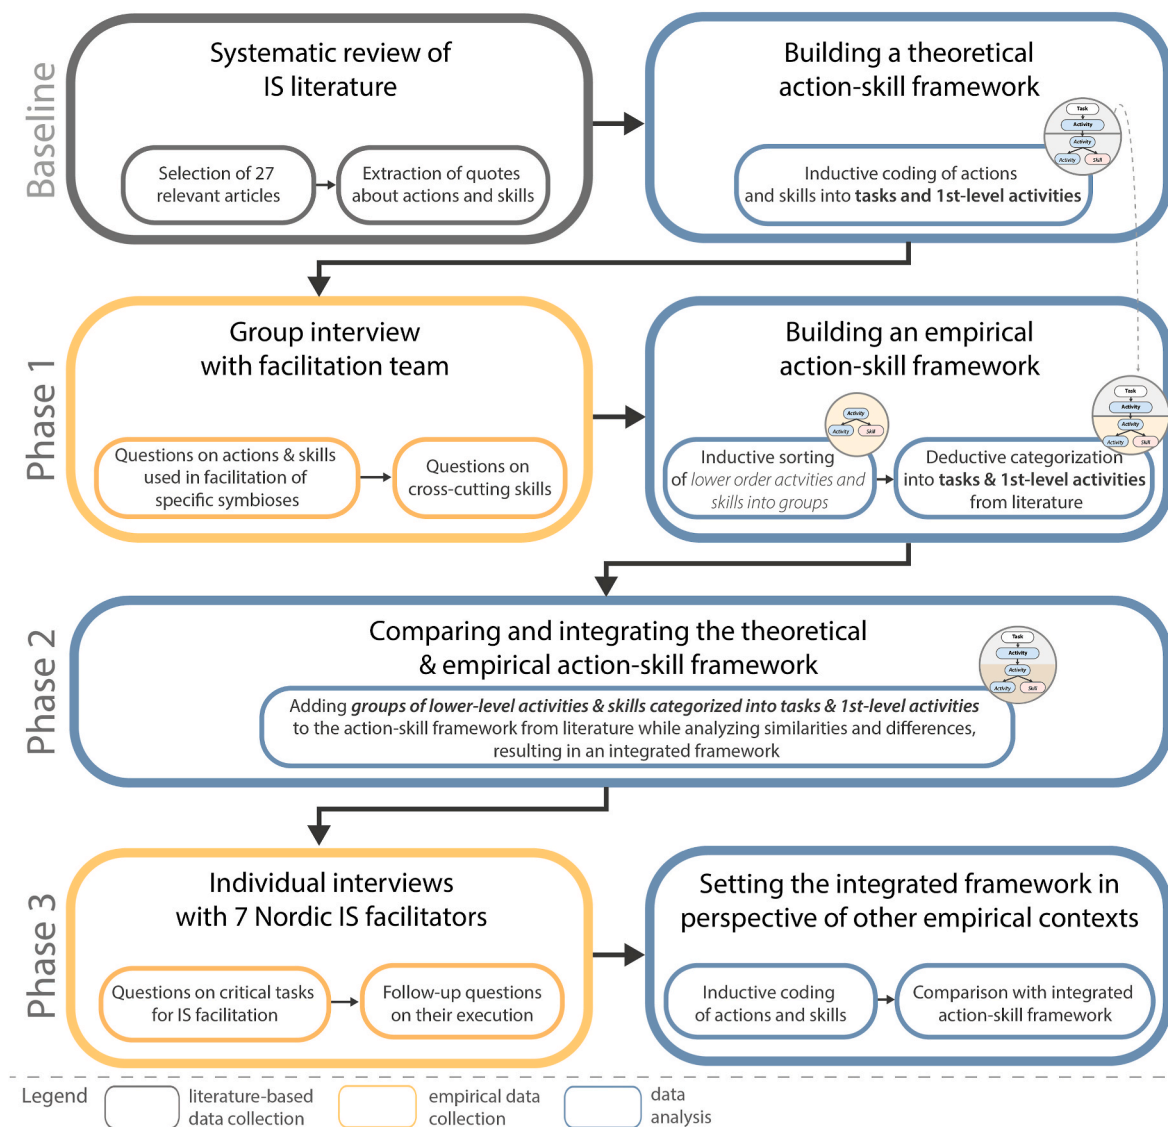 Baseline
Systematic review of
IS literature
Selection of 27
relevant articles
Extraction of quotes
about actions and skills
Building a theoretical
action-skill framework
Task
Activity
Activity
Activity
Skill
Inductive coding of actions
and skills into tasks and 1st-level activities
Phase 1
Group interview
with facilitation team
Questions on actions & skills
used in facilitation of
specific symbioses
Questions on
cross-cutting skills
Building an empirical
action-skill framework
Activity
Activity
Skill
Task
Activity
Activity
Activity
Skill
Inductive sorting
of lower order actvities and
skills into groups
Deductive categorization
into tasks & 1st-level activities
from literature
Phase 2
Comparing and integrating the theoretical
& empirical action-skill framework
Task
Activity
Activity
Activity
Skill
Adding groups of lower-level activities & skills categorized into tasks & 1st-level activities
to the action-skill framework from literature while analyzing similarities and differences,
resulting in an integrated framework
Phase 3
Individual interviews
with 7 Nordic IS facilitators
Questions on critical tasks
for IS facilitation
Follow-up questions
on their execution
Setting the integrated framework in
perspective of other empirical contexts
Inductive coding
of actions and skills
Comparison with integrated
action-skill framework
Legend
literature-based
data collection
empirical data
collection
data
analysis